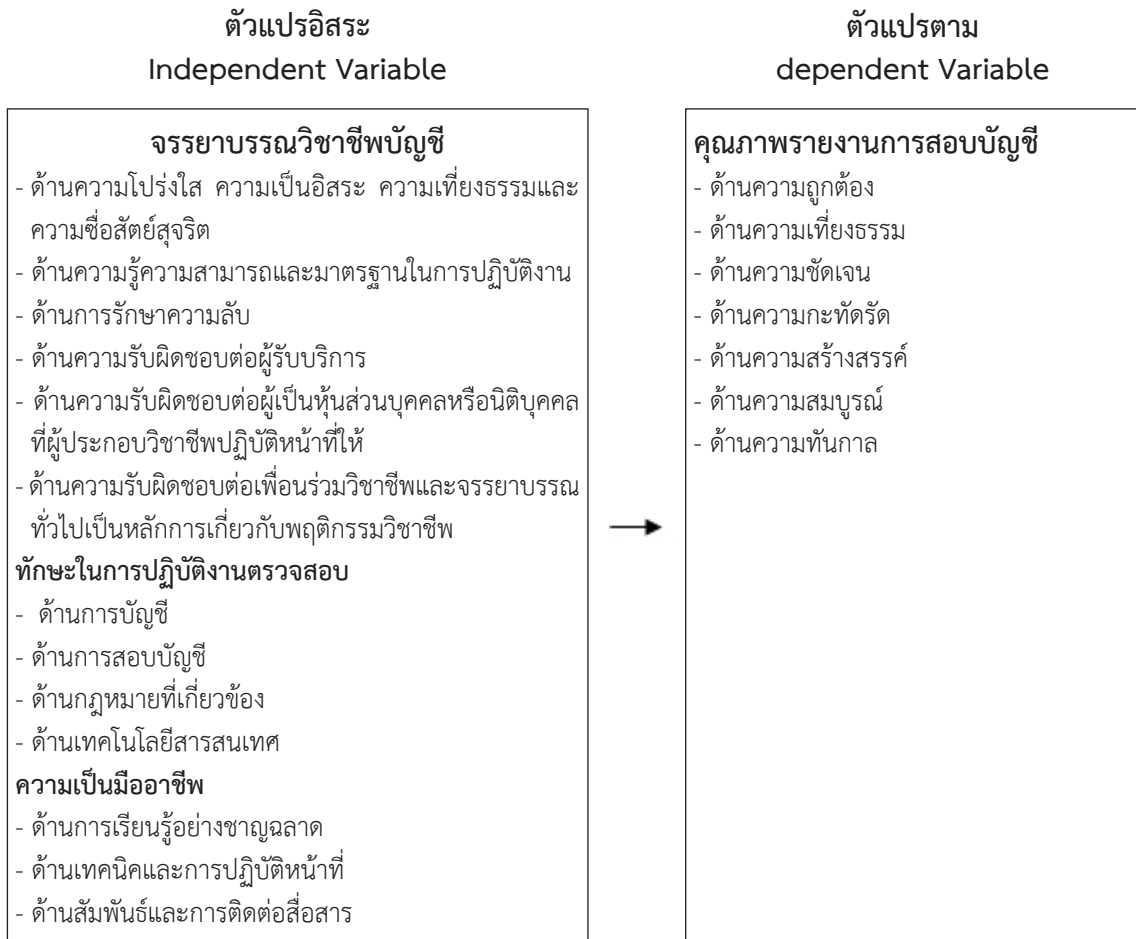 ตัวแปรอิสระ
Independent Variable
จรรยาบรรณวิชาชีพบัญชี
- ด้านความโปร่งใส ความเป็นอิสระ ความเที่ยงธรรมและ
ความซื่อสัตย์สุจริต
- ด้านความรู้ความสามารถและมาตรฐานในการปฏิบัติงาน
- ด้านการรักษาความลับ
- ด้านความรับผิดชอบต่อผู้รับบริการ
- ด้านความรับผิดชอบต่อผู้เป็นหุ้นส่วนบุคคลหรือนิติบุคคล
ที่ผู้ประกอบวิชาชีพปฏิบัติหน้าที่ให้
- ด้านความรับผิดชอบต่อเพื่อนร่วมวิชาชีพและจรรยาบรรณ
ทั่วไปเป็นหลักการเกี่ยวกับพฤติกรรมวิชาชีพ
ทักษะในการปฏิบัติงานตรวจสอบ
- ด้านการบัญชี
- ด้านการสอบบัญชี
- ด้านกฎหมายที่เกี่ยวข้อง
- ด้านเทคโนโลยีสารสนเทศ
ความเป็นมืออาชีพ
- ด้านการเรียนรู้อย่างชาญฉลาด
- ด้านเทคนิคและการปฏิบัติหน้าที่
- ด้านสัมพันธ์และการติดต่อสื่อสาร
ตัวแปรตาม
dependent Variable
คุณภาพรายงานการสอบบัญชี
- ด้านความถูกต้อง
- ด้านความเที่ยงธรรม
- ด้านความชัดเจน
- ด้านความกะทัดรัด
- ด้านความสร้างสรรค์
- ด้านความสมบูรณ์
- ด้านความทันกาล